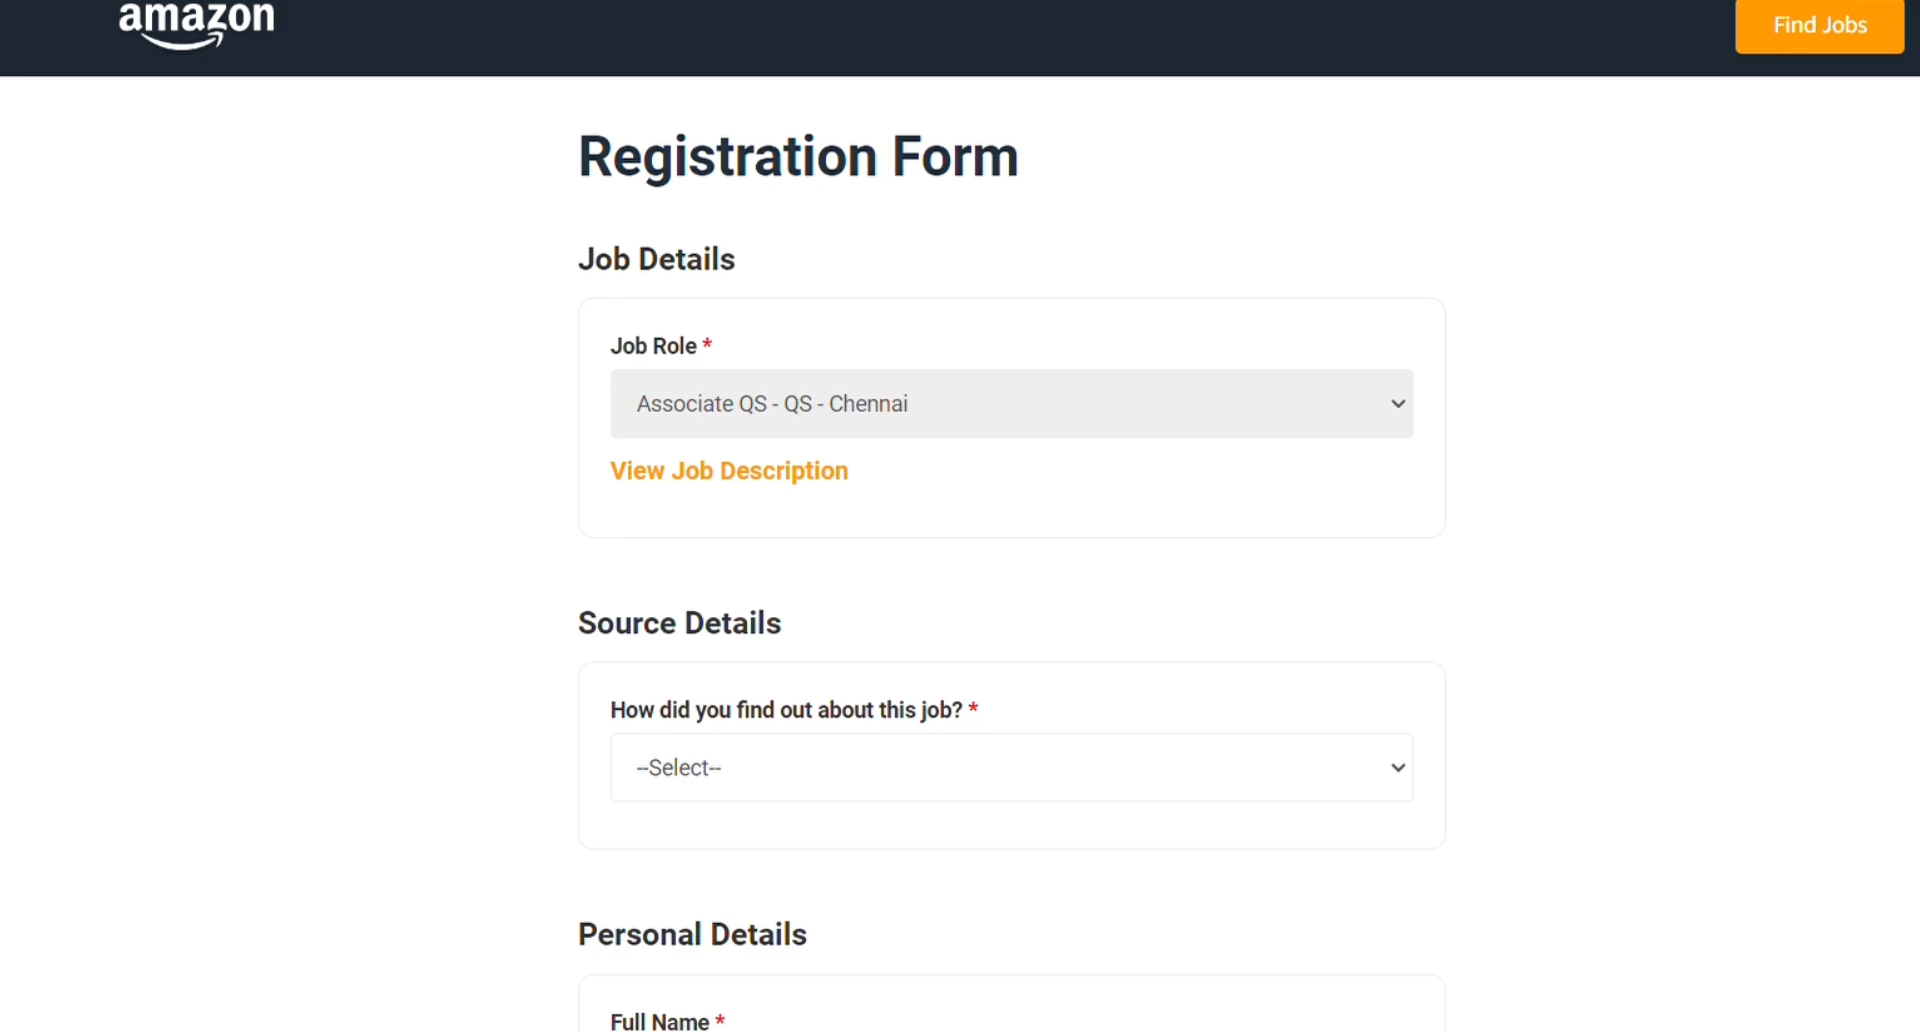 amazon
Find Jobs
Registration Form
Job Details
Job Role *
Associate QS - QS - Chennai
View Job Description
Source Details
How did you find out about this job? *
--Select--
Personal Details
Full Name *